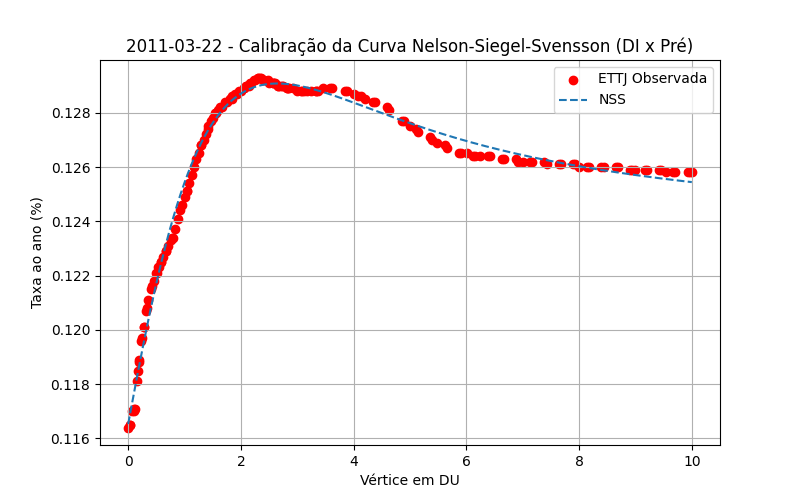 2011-03-22 - Calibração da Curva Nelson-Siegel-Svensson (DI x Pré)
ETTJ Observada
NSS
Taxa ao ano (%)
0.128
0.126
0.124
0.122
0.120
0.118
0.116
0 2 4 6 8 10
Vértice em DU